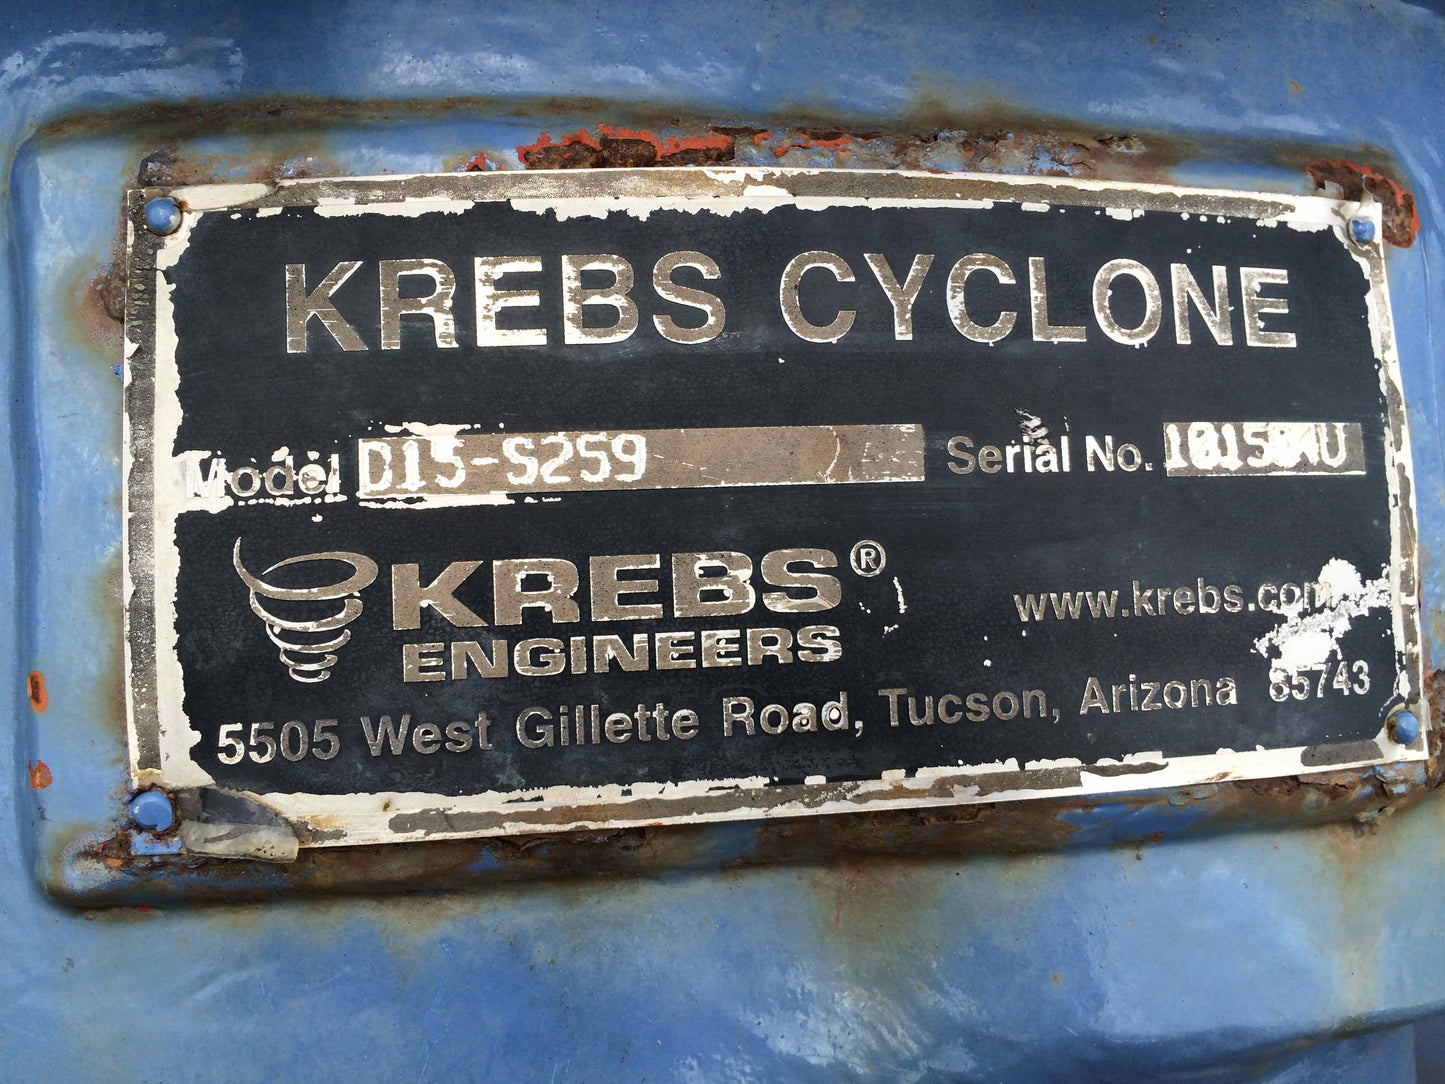 KREBS CYCLONE
Model D15-S259 Serial No.
KREBS®
ENGINEERS
www.krebs.com
5505 West Gillette Road, Tucson, Arizona 85743